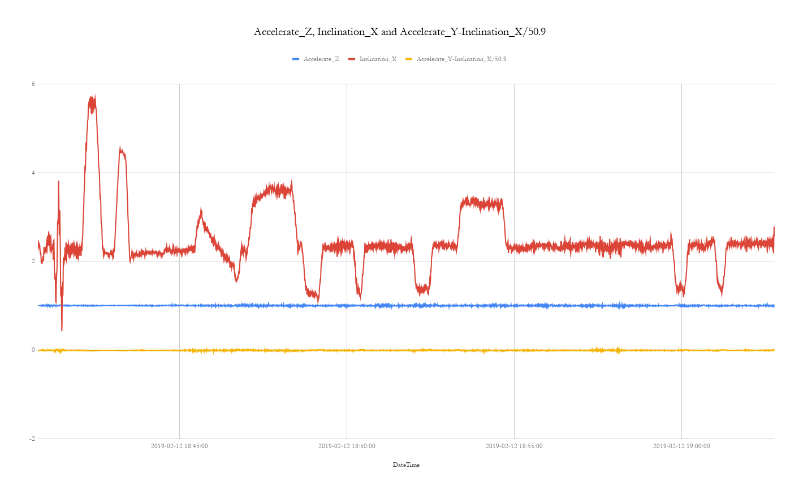 Accelerate_Z, Inclination_X and Accelerate_Y-Inclination_X/50.9
Accelerate_Z Inclination_X Accelerate_Y-Inclination_X/50.9
6
4
2
0
-2
2019-02-12 18:45:00 2019-02-12 18:50:00 2019-02-12 18:55:00 2019-02-12 19:00:00
DateTime